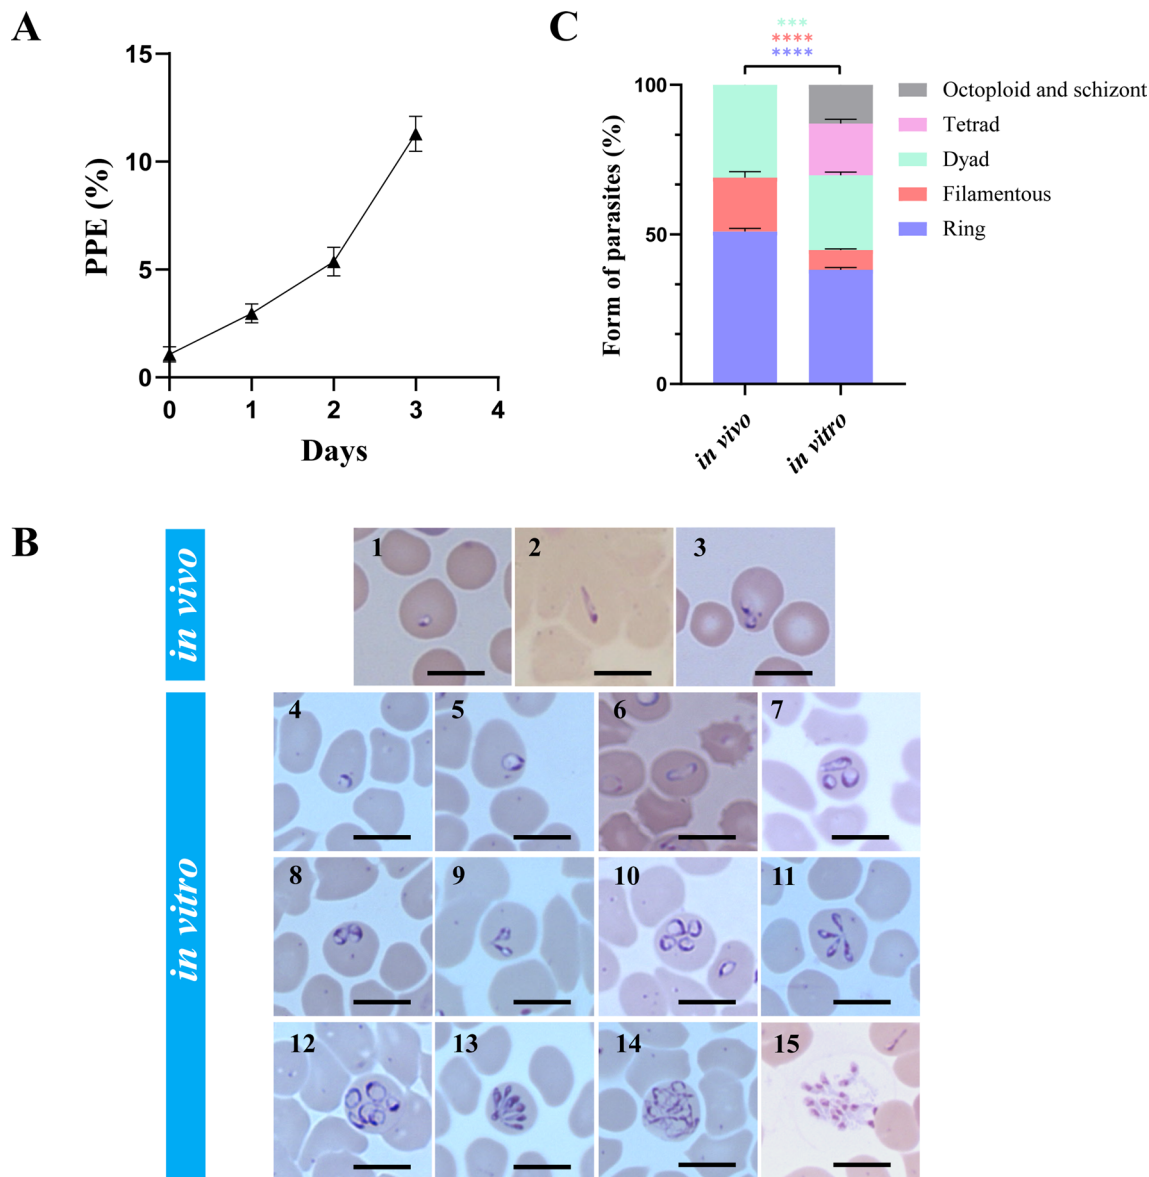 A
15
10
5
0
PPE (%)
0 1 2 3 4
Days
C
***
****
****
100
50
0
Form of parasites (%)
in vivo
in vitro
Octoploid and schizont
Tetrad
Dyad
Filamentous
Ring
B
in vivo
1 2 3
in vitro
4 5 6 7
8 9 10 11
12 13 14 15